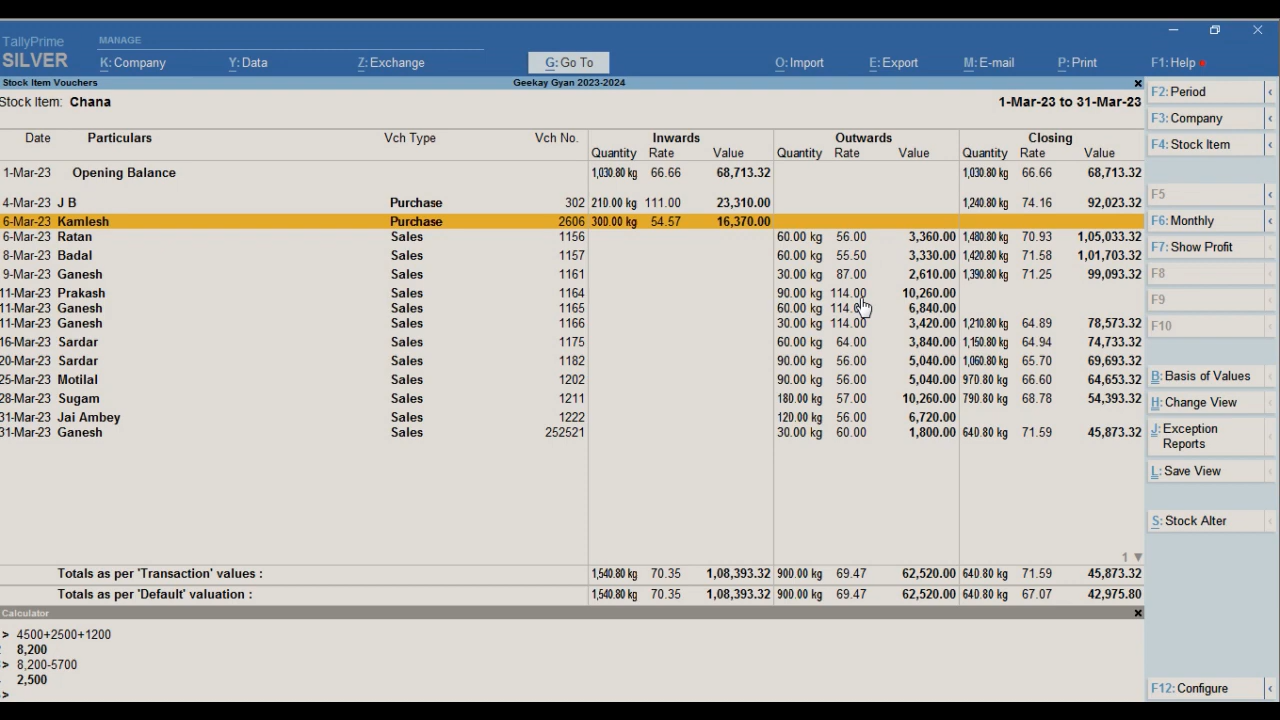 TallyPrime MANAGE
SILVER K: Company Y: Data Z: Exchange G: Go To O: Import E: Export M: E-mail P: Print F1: Help
Stock Item Vouchers Geekay Gyan 2023-2024
Stock Item: Chana 1-Mar-23 to 31-Mar-23
Date Particulars Vch Type Vch No. Inwards Outwards Closing
Quantity Rate Value Quantity Rate Value Quantity Rate Value
1-Mar-23 Opening Balance 1,030.80 kg 66.66 68,713.32 1,030.80 kg 66.66 68,713.32
4-Mar-23 J B Purchase 302 210.00 kg 111.00 23,310.00 1,240.80 kg 74.16 92,023.32
6-Mar-23 Kamlesh Purchase 2606 300.00 kg 54.57 16,370.00
6-Mar-23 Ratan Sales 1156 60.00 kg 56.00 3,360.00 1,480.80 kg 70.93 1,05,033.32
8-Mar-23 Badal Sales 1157 60.00 kg 55.50 3,330.00 1,420.80 kg 71.58 1,01,703.32
9-Mar-23 Ganesh Sales 1161 30.00 kg 87.00 2,610.00 1,390.80 kg 71.25 99,093.32
11-Mar-23 Prakash Sales 1164 90.00 kg 114.00 10,260.00
11-Mar-23 Ganesh Sales 1165 60.00 kg 6,840.00
11-Mar-23 Ganesh Sales 1166 30.00 kg 114.00 3,420.00 1,210.80 kg 64.89 78,573.32
16-Mar-23 Sardar Sales 1175 60.00 kg 64.00 3,840.00 1,150.80 kg 64.94 74,733.32
20-Mar-23 Sardar Sales 1182 90.00 kg 56.00 5,040.00 1,060.80 kg 65.70 69,693.32
25-Mar-23 Motilal Sales 1202 90.00 kg 56.00 5,040.00 970.80 kg 66.60 64,653.32
28-Mar-23 Sugam Sales 1211 180.00 kg 57.00 10,260.00 790.80 kg 68.78 54,393.32
31-Mar-23 Jai Ambey Sales 1222 120.00 kg 56.00 6,720.00
31-Mar-23 Ganesh Sales 252521 30.00 kg 60.00 1,800.00 640.80 kg 71.59 45,873.32
1
Totals as per 'Transaction' values : 1,540.80 kg 70.35 1,08,393.32 900.00 kg 69.47 62,520.00 640.80 kg 71.59 45,873.32
Totals as per 'Default' valuation : 1,540.80 kg 70.35 1,08,393.32 900.00 kg 69.47 62,520.00 640.80 kg 67.07 42,975.80
Calculator
> 4500+2500+1200
8,200
> 8,200-5700
2,500
>
F2: Period
F3: Company
F4: Stock Item
F5
F6: Monthly
F7: Show Profit
F8
F9
F10
B: Basis of Values
H: Change View
J: Exception
Reports
L: Save View
S: Stock Alter
F12: Configure